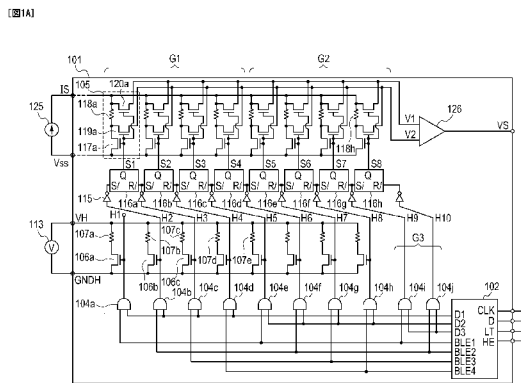 [図1A]
G1 G2
101
IS
105
118a
120a
119a
117a
118h
125
Vss
V1
V2
126
VS
S1 S2 S3 S4 S5 S6 S7 S8
Q Q Q Q Q Q Q Q
S/ R/ S/ R/ S/ R/ S/ R/ S/ R/ S/ R/ S/ R/ S/ R/
115
116a 116b 116c 116d 116e 116f 116g 116h
H1 H2 H3 H4 H5 H6 H7 H8 H9 H10
113
V
VH
107a 107b 107c 107d 107e
G3
106a
GNDH
106b 106c
104a 104b 104c 104d 104e 104f 104g 104h 104i 104j
102
D1
D2
D3
BLE1
BLE2
BLE3
BLE4
CLK
D
LT
HE